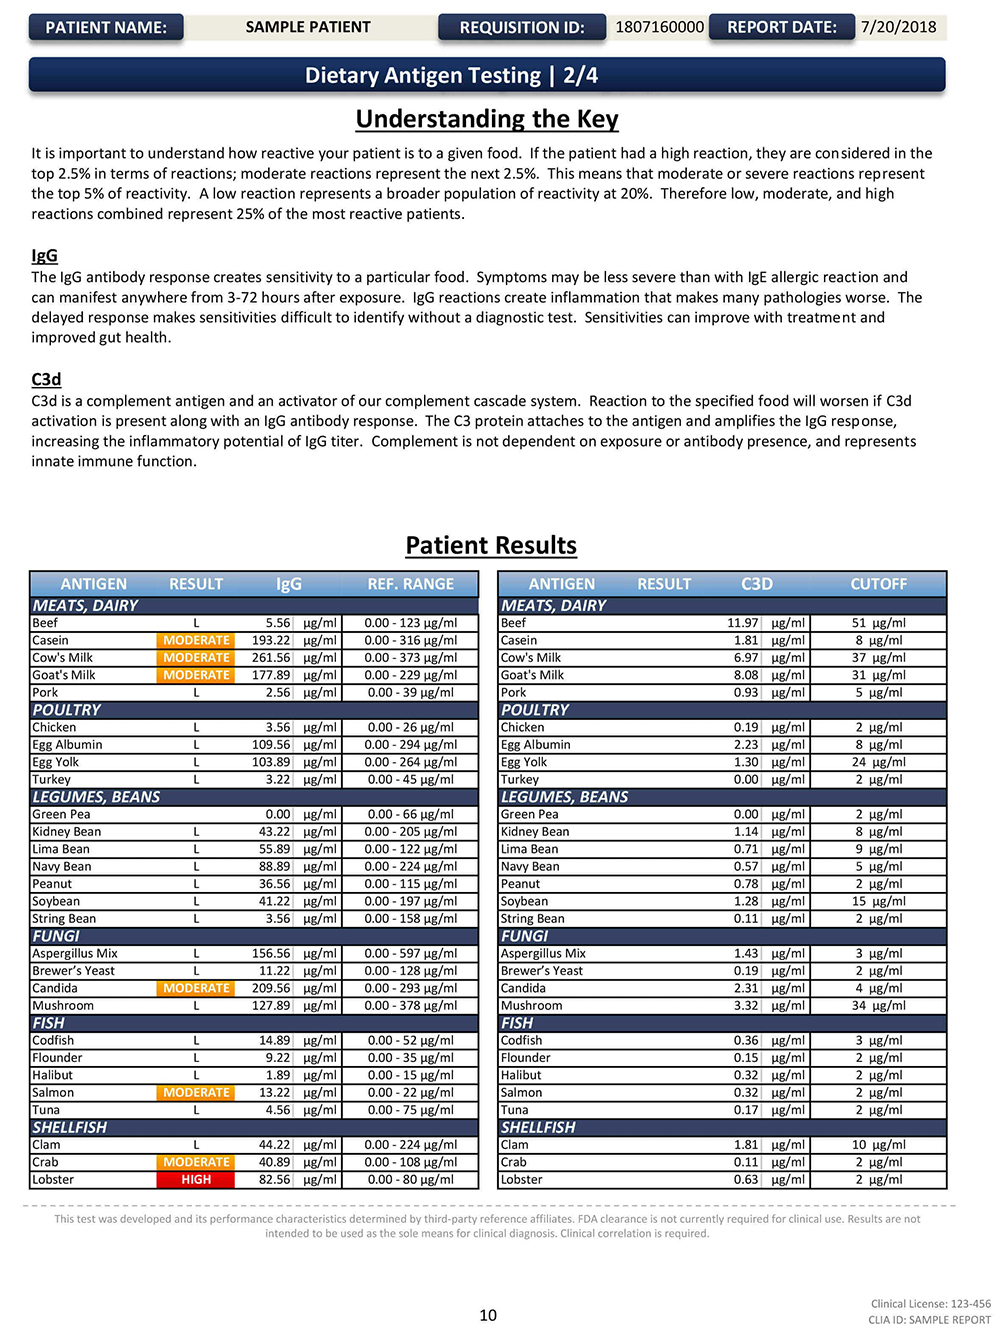 PATIENT NAME: SAMPLE PATIENT REQUISITION ID: 1807160000 REPORT DATE: 7/20/2018
Dietary Antigen Testing | 2/4
Understanding the Key
It is important to understand how reactive your patient is to a given food. If the patient had a high reaction, they are considered in the
top 2.5% in terms of reactions; moderate reactions represent the next 2.5%. This means that moderate or severe reactions represent
the top 5% of reactivity. A low reaction represents a broader population of reactivity at 20%. Therefore low, moderate, and high
reactions combined represent 25% of the most reactive patients.
IgG
The IgG antibody response creates sensitivity to a particular food. Symptoms may be less severe than with IgE allergic reaction and
can manifest anywhere from 3-72 hours after exposure. IgG reactions create inflammation that makes many pathologies worse. The
delayed response makes sensitivities difficult to identify without a diagnostic test. Sensitivities can improve with treatment and
improved gut health.
C3d
C3d is a complement antigen and an activator of our complement cascade system. Reaction to the specified food will worsen if C3d
activation is present along with an IgG antibody response. The C3 protein attaches to the antigen and amplifies the IgG response,
increasing the inflammatory potential of IgG titer. Complement is not dependent on exposure or antibody presence, and represents
innate immune function.
Patient Results
ANTIGEN RESULT IgG REF. RANGE
MEATS, DAIRY
Beef L 5.56 µg/ml 0.00 - 123 µg/ml
Casein MODERATE 193.22 µg/ml 0.00 - 316 µg/ml
Cow's Milk MODERATE 261.56 µg/ml 0.00 - 373 µg/ml
Goat's Milk MODERATE 177.89 µg/ml 0.00 - 229 µg/ml
Pork L 2.56 µg/ml 0.00 - 39 µg/ml
POULTRY
Chicken L 3.56 µg/ml 0.00 - 26 µg/ml
Egg Albumin L 109.56 µg/ml 0.00 - 294 µg/ml
Egg Yolk L 103.89 µg/ml 0.00 - 264 µg/ml
Turkey L 3.22 µg/ml 0.00 - 45 µg/ml
LEGUMES, BEANS
Green Pea 0.00 µg/ml 0.00 - 66 µg/ml
Kidney Bean L 43.22 µg/ml 0.00 - 205 µg/ml
Lima Bean L 55.89 µg/ml 0.00 - 122 µg/ml
Navy Bean L 88.89 µg/ml 0.00 - 224 µg/ml
Peanut L 36.56 µg/ml 0.00 - 115 µg/ml
Soybean L 41.22 µg/ml 0.00 - 197 µg/ml
String Bean L 3.56 µg/ml 0.00 - 158 µg/ml
FUNGI
Aspergillus Mix L 156.56 µg/ml 0.00 - 597 µg/ml
Brewer’s Yeast L 11.22 µg/ml 0.00 - 128 µg/ml
Candida MODERATE 209.56 µg/ml 0.00 - 293 µg/ml
Mushroom L 127.89 µg/ml 0.00 - 378 µg/ml
FISH
Codfish L 14.89 µg/ml 0.00 - 52 µg/ml
Flounder L 9.22 µg/ml 0.00 - 35 µg/ml
Halibut L 1.89 µg/ml 0.00 - 15 µg/ml
Salmon MODERATE 13.22 µg/ml 0.00 - 22 µg/ml
Tuna L 4.56 µg/ml 0.00 - 75 µg/ml
SHELLFISH
Clam L 44.22 µg/ml 0.00 - 224 µg/ml
Crab MODERATE 40.89 µg/ml 0.00 - 108 µg/ml
Lobster HIGH 82.56 µg/ml 0.00 - 80 µg/ml
ANTIGEN RESULT C3D CUTOFF
MEATS, DAIRY
Beef 11.97 µg/ml 51 µg/ml
Casein 1.81 µg/ml 8 µg/ml
Cow's Milk 6.97 µg/ml 37 µg/ml
Goat's Milk 8.08 µg/ml 31 µg/ml
Pork 0.93 µg/ml 5 µg/ml
POULTRY
Chicken 0.19 µg/ml 2 µg/ml
Egg Albumin 2.23 µg/ml 8 µg/ml
Egg Yolk 1.30 µg/ml 24 µg/ml
Turkey 0.00 µg/ml 2 µg/ml
LEGUMES, BEANS
Green Pea 0.00 µg/ml 2 µg/ml
Kidney Bean 1.14 µg/ml 8 µg/ml
Lima Bean 0.71 µg/ml 9 µg/ml
Navy Bean 0.57 µg/ml 5 µg/ml
Peanut 0.78 µg/ml 2 µg/ml
Soybean 1.28 µg/ml 15 µg/ml
String Bean 0.11 µg/ml 2 µg/ml
FUNGI
Aspergillus Mix 1.43 µg/ml 3 µg/ml
Brewer’s Yeast 0.19 µg/ml 2 µg/ml
Candida 2.31 µg/ml 4 µg/ml
Mushroom 3.32 µg/ml 34 µg/ml
FISH
Codfish 0.36 µg/ml 3 µg/ml
Flounder 0.15 µg/ml 2 µg/ml
Halibut 0.32 µg/ml 2 µg/ml
Salmon 0.32 µg/ml 2 µg/ml
Tuna 0.17 µg/ml 2 µg/ml
SHELLFISH
Clam 1.81 µg/ml 10 µg/ml
Crab 0.11 µg/ml 2 µg/ml
Lobster 0.63 µg/ml 2 µg/ml
This test was developed and its performance characteristics determined by third-party reference affiliates. FDA clearance is not currently required for clinical use. Results are not
intended to be used as the sole means for clinical diagnosis. Clinical correlation is required.
10
Clinical License: 123-456
CLIA ID: SAMPLE REPORT